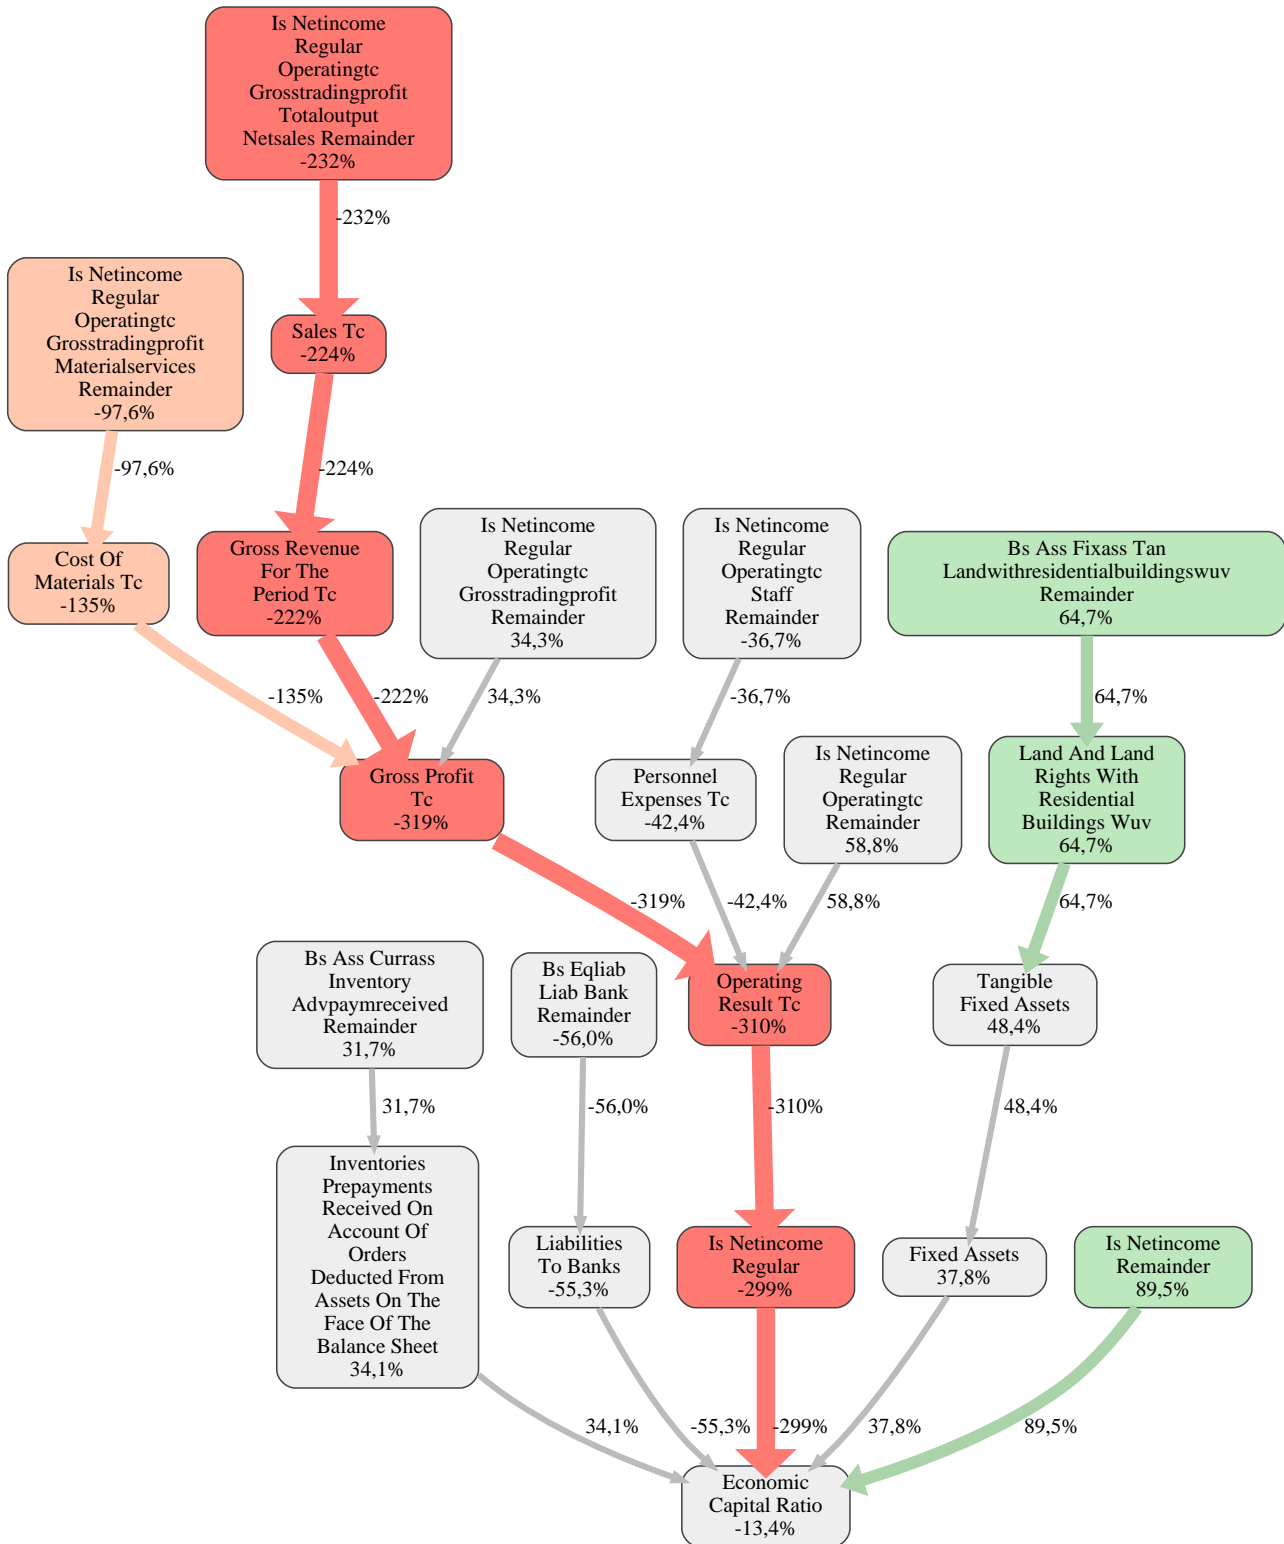 Is Netincome
Regular
Operatingtc
Grosstradingprofit
Totaloutput
Netsales Remainder
-232%
-232%
Is Netincome
Regular
Operatingtc
Grosstradingprofit
Materialservices
Remainder
-97,6%
Sales Tc
-224%
-97,6%
-224%
Cost Of
Materials Tc
-135%
Gross Revenue
For The
Period Tc
-222%
Is Netincome
Regular
Operatingtc
Grosstradingprofit
Remainder
34,3%
Is Netincome
Regular
Operatingtc
Staff
Remainder
-36,7%
Bs Ass Fixass Tan
Landwithresidentialbuildingswuv
Remainder
64,7%
-135%
-222%
34,3%
-36,7%
64,7%
Gross Profit
Tc
-319%
Personnel
Expenses Tc
-42,4%
Is Netincome
Regular
Operatingtc
Remainder
58,8%
Land And Land
Rights With
Residential
Buildings Wuv
64,7%
-319%
-42,4%
58,8%
64,7%
Bs Ass Currass
Inventory
Advpaymreceived
Remainder
31,7%
Bs Eqliab
Liab Bank
Remainder
-56,0%
Operating
Result Tc
-310%
Tangible
Fixed Assets
48,4%
31,7%
-56,0%
-310%
48,4%
Inventories
Prepayments
Received On
Account Of
Orders
Deducted From
Assets On The
Face Of The
Balance Sheet
34,1%
Liabilities
To Banks
-55,3%
Is Netincome
Regular
-299%
Fixed Assets
37,8%
Is Netincome
Remainder
89,5%
34,1%
-55,3%
-299%
37,8%
89,5%
Economic
Capital Ratio
-13,4%